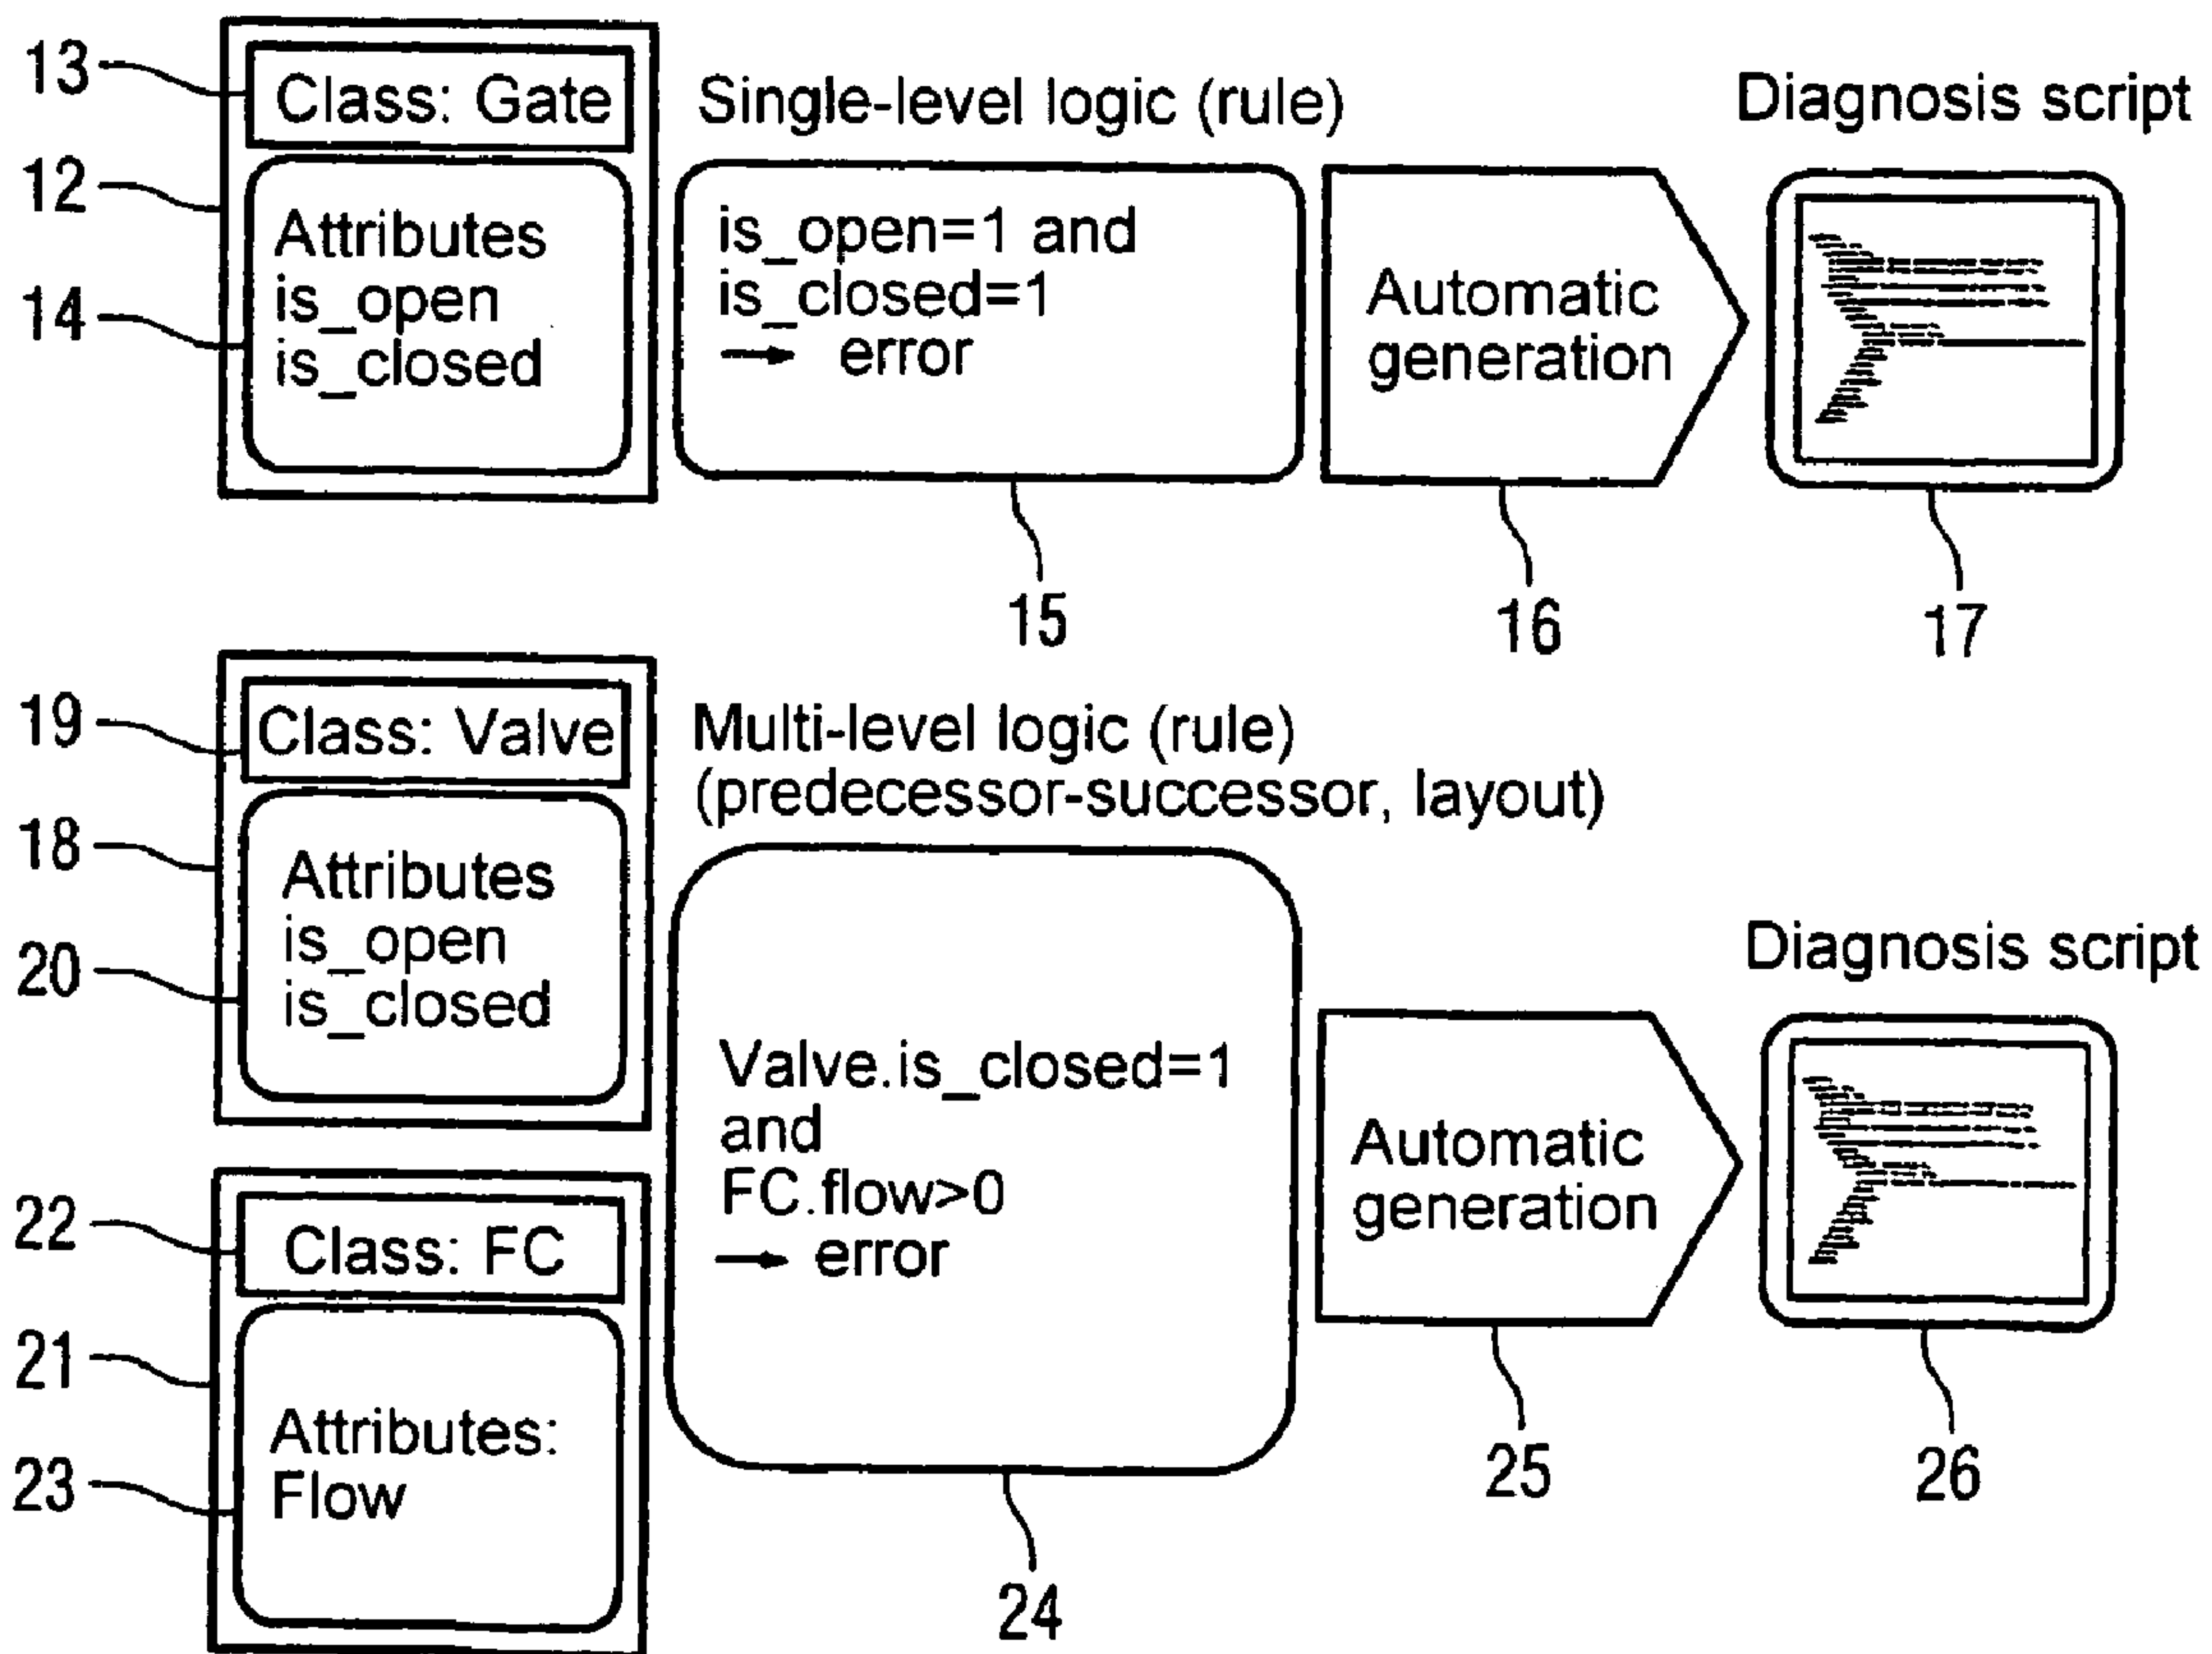 13
Class: Gate
Single-level logic (rule)
Diagnosis script
12
14
Attributes
is_open
is_closed
is_open=1 and
is_closed=1
→ error
Automatic
generation
15
16
17
19
Class: Valve
Multi-level logic (rule)
(predecessor-successor, layout)
18
20
Attributes
is_open
is_closed
Diagnosis script
Valve.is_closed=1
and
FC.flow>0
→ error
Automatic
generation
22
Class: FC
21
23
Attributes:
Flow
25
26
24